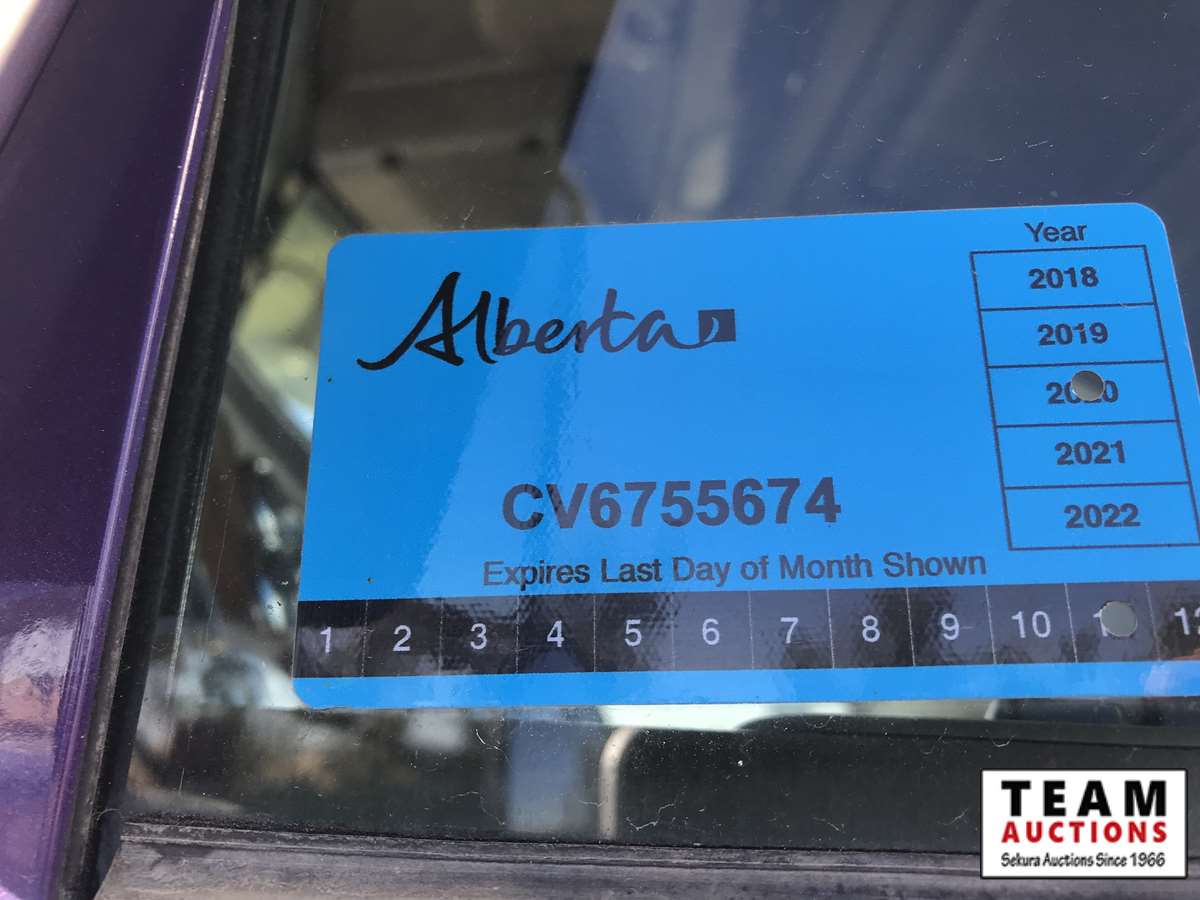 Year
2018
Alberta
2019
2021
CV6755674
2022
Expires Last Day of Month Shown
1 2 3 4 5 6 7 8 9 10
TEAM
AUCTIONS
Sekura Auctions Since 1966